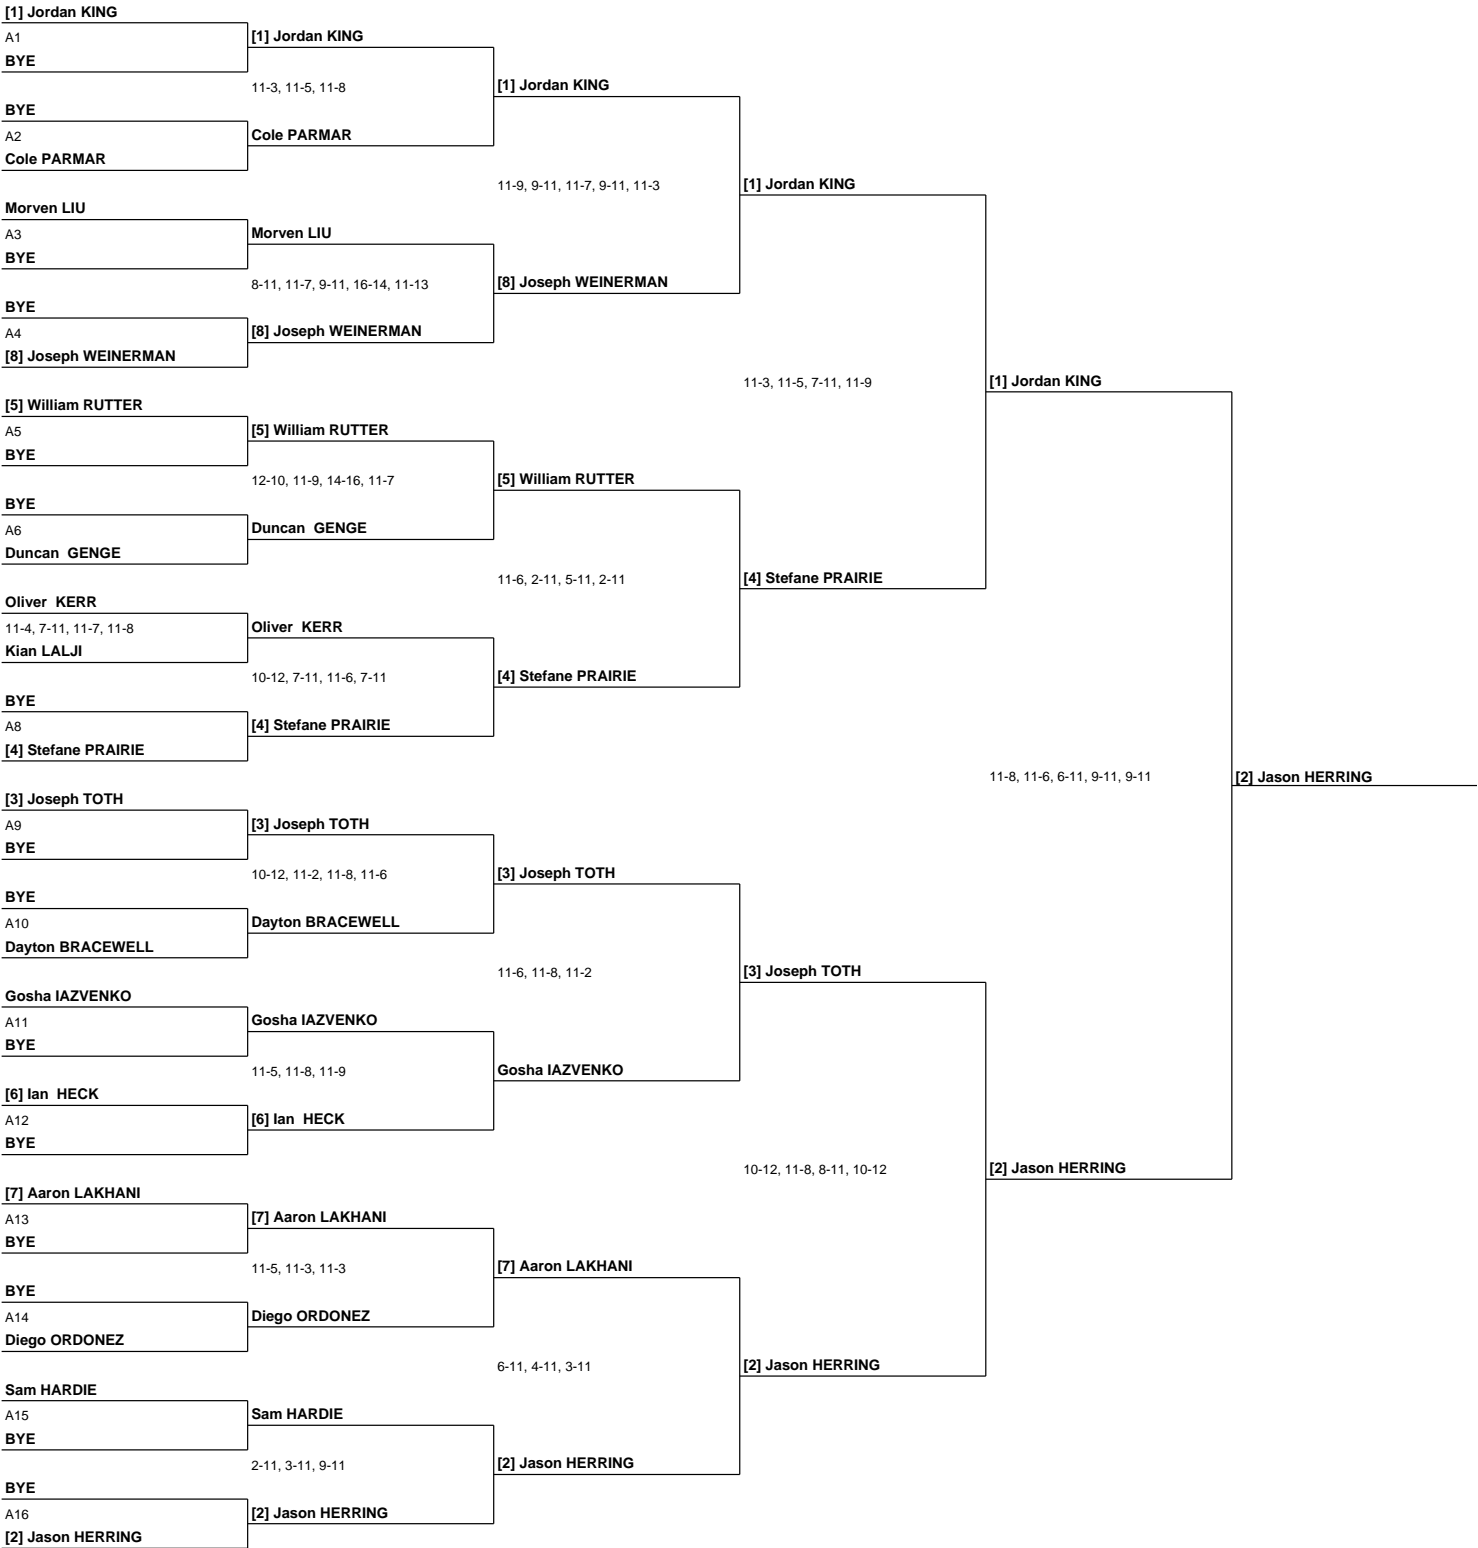 [1] Jordan KING
A1
BYE
[1] Jordan KING
11-3, 11-5, 11-8
BYE
A2
Cole PARMAR
Cole PARMAR
[1] Jordan KING
11-9, 9-11, 11-7, 9-11, 11-3
Morven LIU
A3
BYE
Morven LIU
8-11, 11-7, 9-11, 16-14, 11-13
BYE
A4
[8] Joseph WEINERMAN
[8] Joseph WEINERMAN
[8] Joseph WEINERMAN
[1] Jordan KING
11-3, 11-5, 7-11, 11-9
[5] William RUTTER
A5
BYE
[5] William RUTTER
12-10, 11-9, 14-16, 11-7
BYE
A6
Duncan  GENGE
Duncan  GENGE
[5] William RUTTER
11-6, 2-11, 5-11, 2-11
Oliver  KERR
11-4, 7-11, 11-7, 11-8
Kian LALJI
Oliver  KERR
10-12, 7-11, 11-6, 7-11
BYE
A8
[4] Stefane PRAIRIE
[4] Stefane PRAIRIE
[4] Stefane PRAIRIE
[4] Stefane PRAIRIE
[1] Jordan KING
11-8, 11-6, 6-11, 9-11, 9-11
[2] Jason HERRING
[3] Joseph TOTH
A9
BYE
[3] Joseph TOTH
10-12, 11-2, 11-8, 11-6
BYE
A10
Dayton BRACEWELL
Dayton BRACEWELL
[3] Joseph TOTH
11-6, 11-8, 11-2
Gosha IAZVENKO
A11
BYE
Gosha IAZVENKO
11-5, 11-8, 11-9
[6] Ian  HECK
A12
BYE
[6] Ian  HECK
Gosha IAZVENKO
[3] Joseph TOTH
10-12, 11-8, 8-11, 10-12
[2] Jason HERRING
[7] Aaron LAKHANI
A13
BYE
[7] Aaron LAKHANI
11-5, 11-3, 11-3
BYE
A14
Diego ORDONEZ
Diego ORDONEZ
[7] Aaron LAKHANI
6-11, 4-11, 3-11
[2] Jason HERRING
Sam HARDIE
A15
BYE
Sam HARDIE
2-11, 3-11, 9-11
BYE
A16
[2] Jason HERRING
[2] Jason HERRING
[2] Jason HERRING